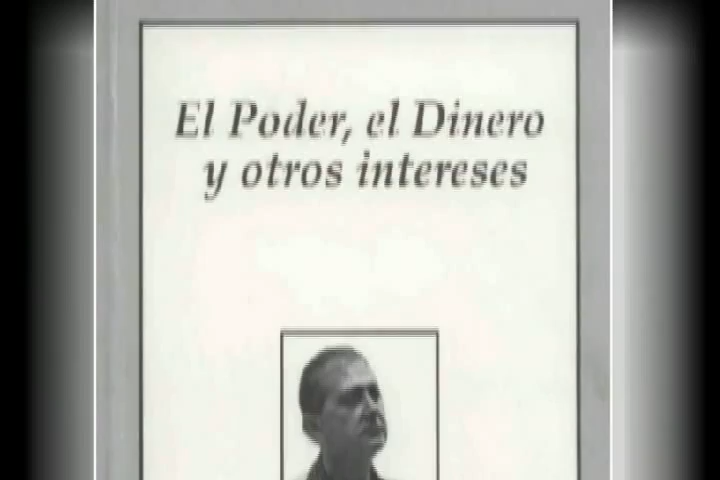 El Poder, el Dinero
y otros intereses